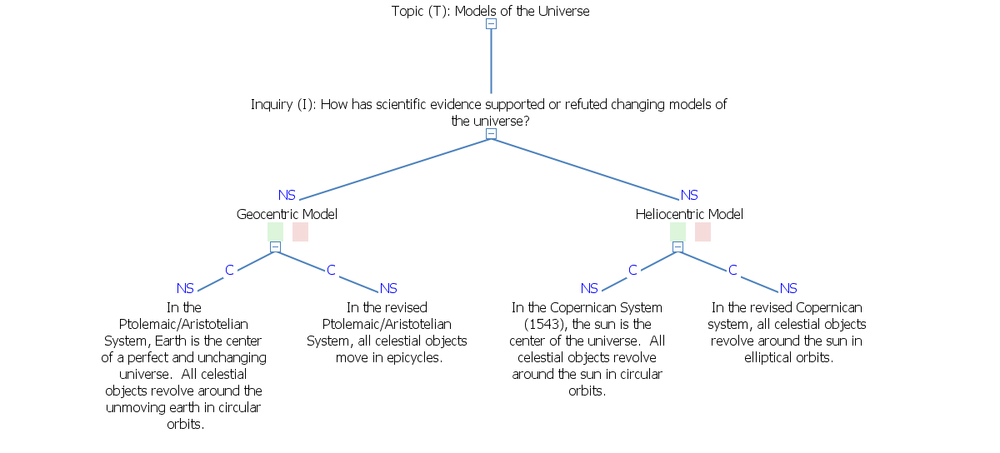 Topic (T): Models of the Universe
Inquiry (I): How has scientific evidence supported or refuted changing models of
the universe?
NS
Geocentric Model
NS
Heliocentric Model
C
C
NS
In the
Ptolemaic/Aristotelian
System, Earth is the center
of a perfect and unchanging
universe.  All celestial
objects revolve around the
unmoving earth in circular
orbits.
NS
In the revised
Ptolemaic/Aristotelian
System, all celestial objects
move in epicycles.
C
C
NS
In the Copernican System
(1543), the sun is the
center of the universe.  All
celestial objects revolve
around the sun in circular
orbits.
NS
In the revised Copernican
system, all celestial objects
revolve around the sun in
elliptical orbits.